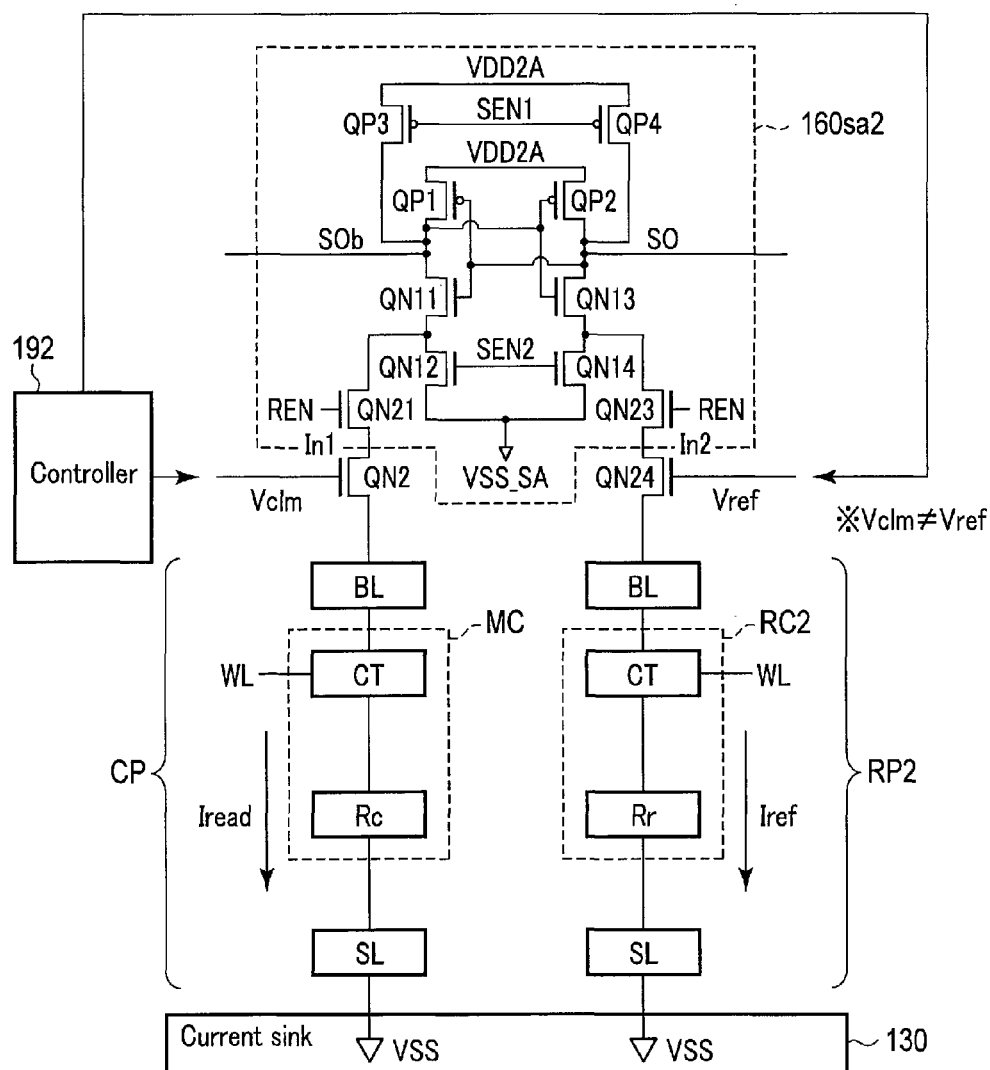 VDD2A
QP3
SEN1
QP4
160sa2
VDD2A
QP1
QP2
SOb
SO
QN11
QN13
192
QN12
SEN2
QN14
REN
QN21
QN23
REN
In1
In2
Controller
QN2
VSS_SA
QN24
Vclm
Vref
※Vclm≠Vref
BL
BL
MC
RC2
WL
CT
CT
WL
CP
RP2
Iread
Rc
Rr
Iref
SL
SL
Current sink
VSS
VSS
130